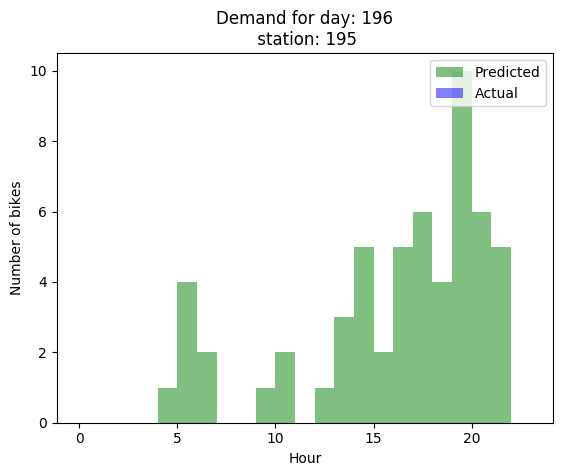 Demand for day: 196
station: 195
Predicted
Actual
Number of bikes
10
8
6
4
2
0
0
5
10
15
20
Hour